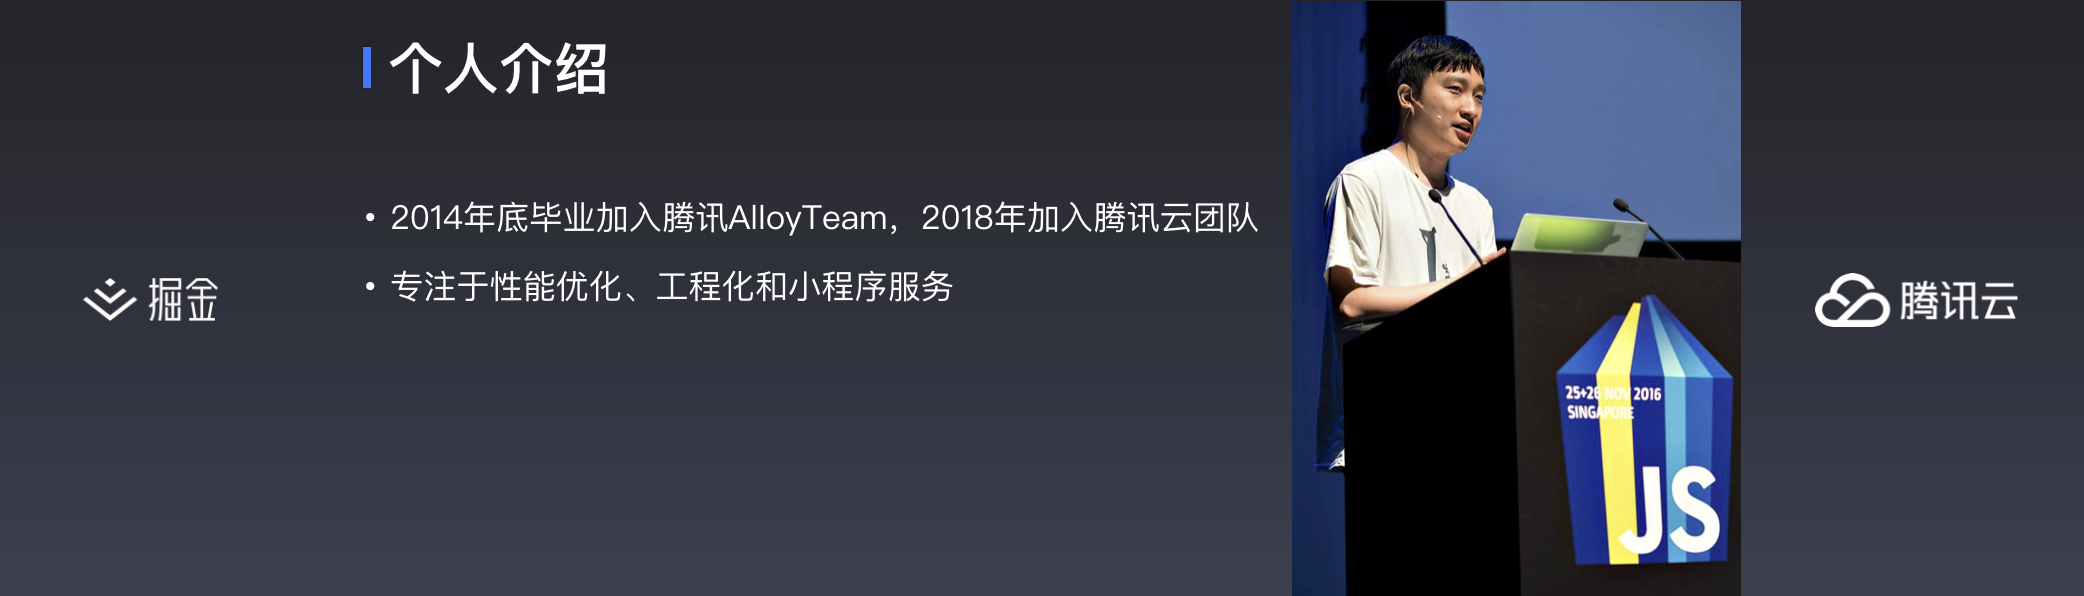 个人介绍
• 2014年底毕业加入腾讯AlloyTeam，2018年加入腾讯云团队
• 专注于性能优化、工程化和小程序服务
掘金
25+26 NOV 2016
SINGAPORE
JS
腾讯云